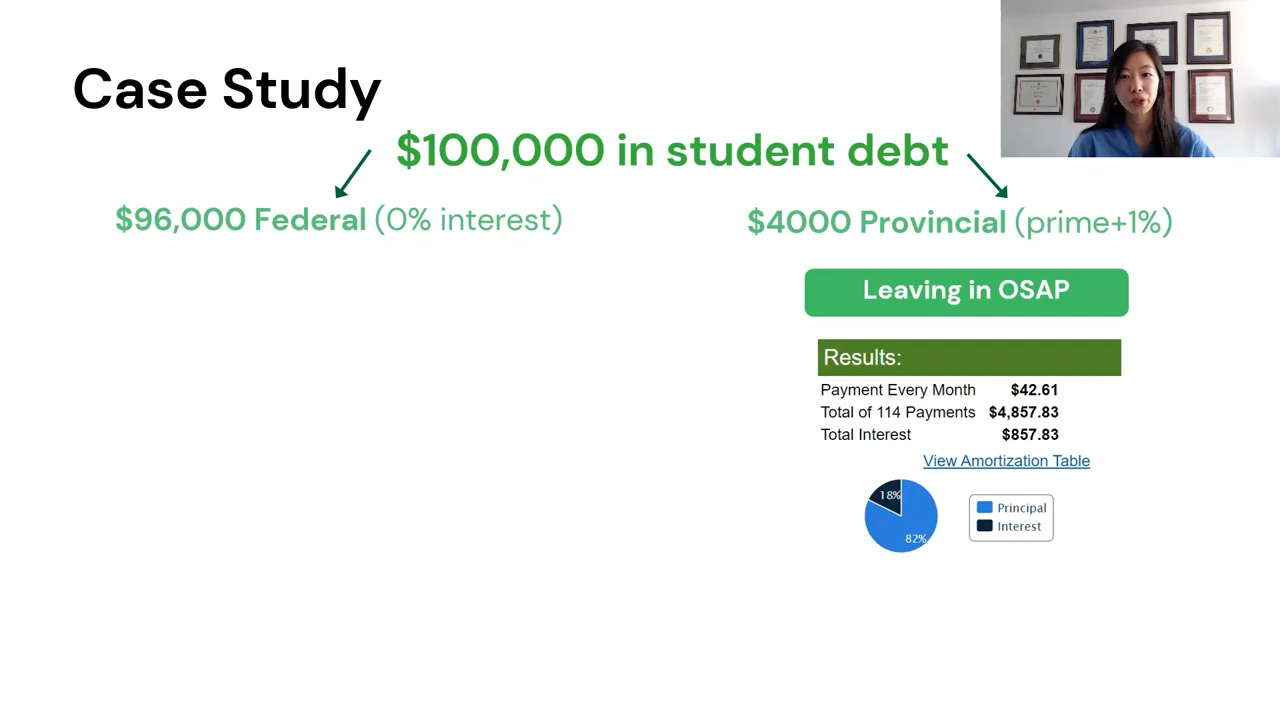 Case Study
$100,000 in student debt
$96,000 Federal (0% interest)
$4000 Provincial (prime+1%)
Leaving in OSAP
Results:
Payment Every Month $42.61
Total of 114 Payments $4,857.83
Total Interest $857.83
View Amortization Table
18%
82%
Principal
Interest